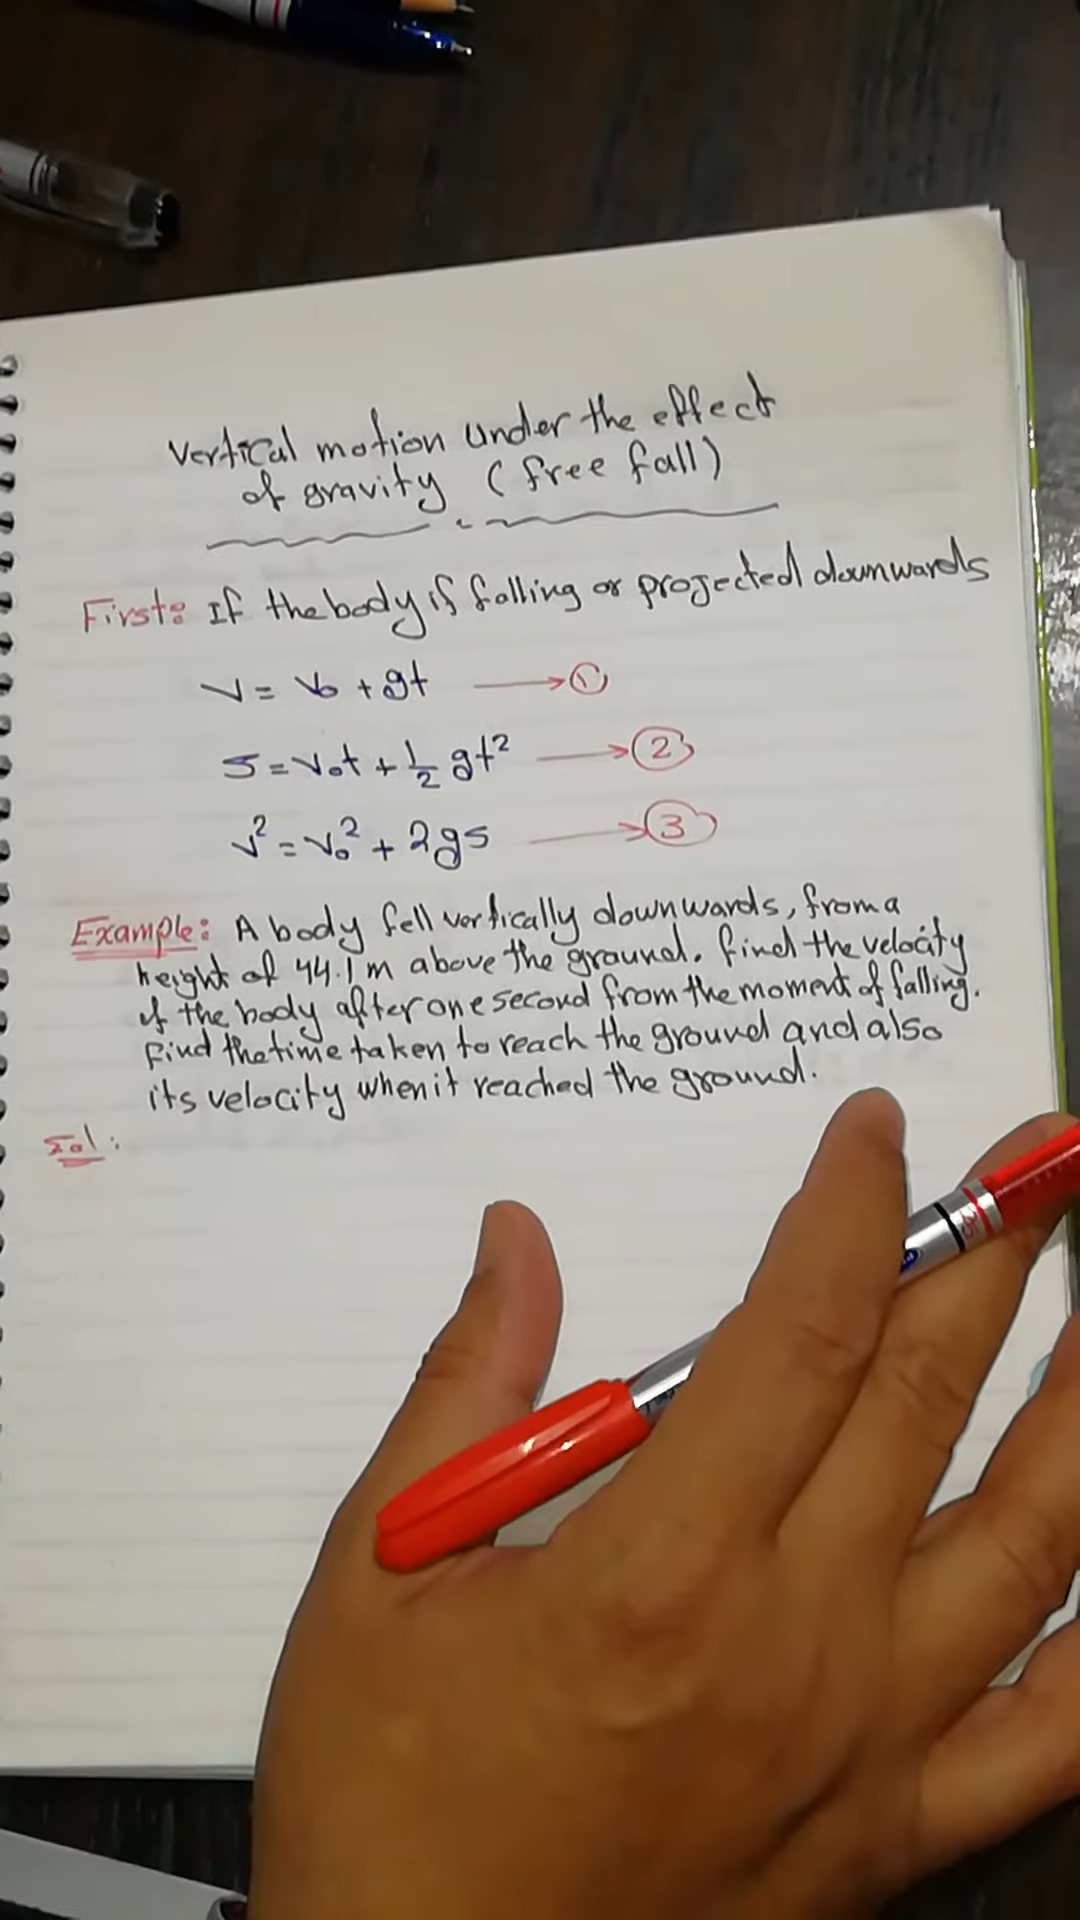 Vertical motion under the effect
of gravity (free fall)
First: If the body if falling or projected downwards
V = V₀ + gt → ①
S = V₀t + ½ gt² → ②
V² = V₀² + 2gs → ③
Example: A body fell vertically downwards, from a
height of 44.1 m above the graund. find the velocity
of the body after one second from the moment of falling.
Find the time taken to reach the ground and also
its velocity when it reached the ground.
Sol: